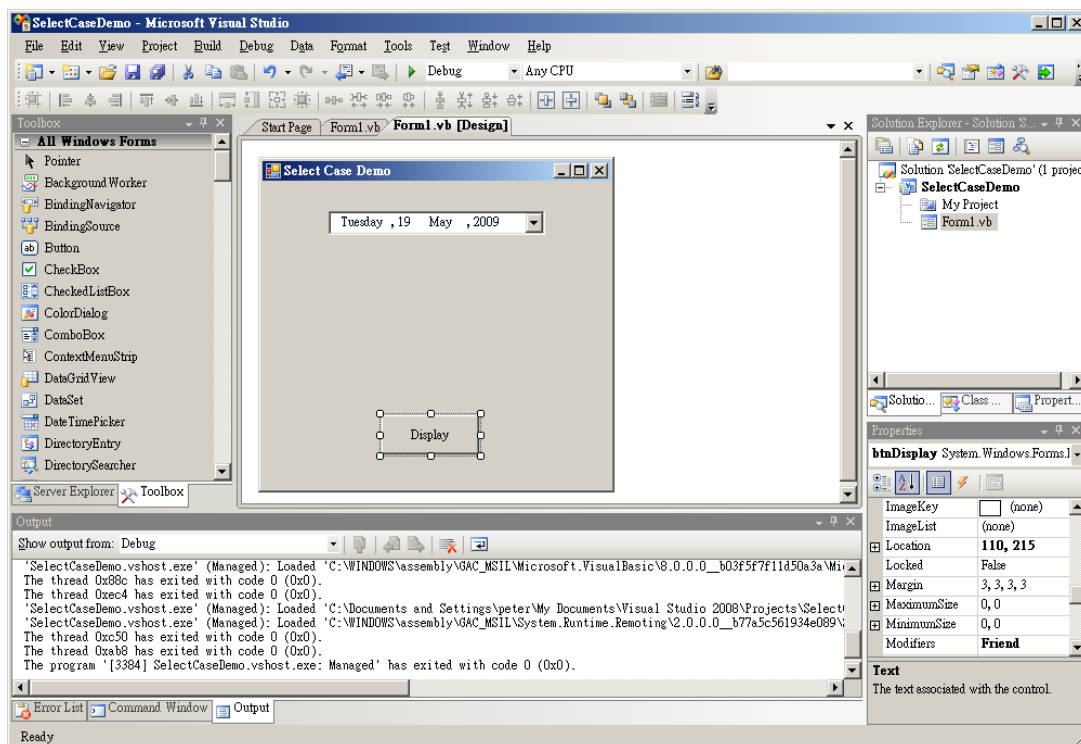 SelectCaseDemo - Microsoft Visual Studio
File Edit View Project Build Debug Data Format Tools Test Window Help
Debug Any CPU
Toolbox
All Windows Forms
Pointer
BackgroundWorker
BindingNavigator
BindingSource
ab Button
CheckBox
CheckedListBox
ColorDialog
ComboBox
ContextMenuStrip
DataGridView
DataSet
DateTimePicker
DirectoryEntry
DirectorySearcher
Server Explorer Toolbox
Start Page Form1.vb Form1.vb [Design]
Select Case Demo
Tuesday , 19 May , 2009
Display
Solution Explorer - Solution 'S...
Solution 'SelectCaseDemo' (1 projec
SelectCaseDemo
My Project
Form1.vb
Solutio... Class ... Propert...
Properties
btnDisplay System.Windows.Forms.
ImageKey (none)
ImageList (none)
Location 110, 215
Locked False
Margin 3, 3, 3, 3
MaximumSize 0, 0
MinimumSize 0, 0
Modifiers Friend
Text
The text associated with the control.
Output
Show output from: Debug
'SelectCaseDemo.vshost.exe' (Managed): Loaded 'C:\WINDOWS\assembly\GAC_MSIL\Microsoft.VisualBasic\8.0.0.0__b03f5f7f11d50a3a\Mi
The thread 0x88c has exited with code 0 (0x0).
The thread 0xec4 has exited with code 0 (0x0).
'SelectCaseDemo.vshost.exe' (Managed): Loaded 'C:\Documents and Settings\peter\My Documents\Visual Studio 2008\Projects\Select
'SelectCaseDemo.vshost.exe' (Managed): Loaded 'C:\WINDOWS\assembly\GAC_MSIL\System.Runtime.Remoting\2.0.0.0__b77a5c561934e089\
The thread 0xc50 has exited with code 0 (0x0).
The thread 0xab8 has exited with code 0 (0x0).
The program '[3384] SelectCaseDemo.vshost.exe: Managed' has exited with code 0 (0x0).
Error List Command Window Output
Ready